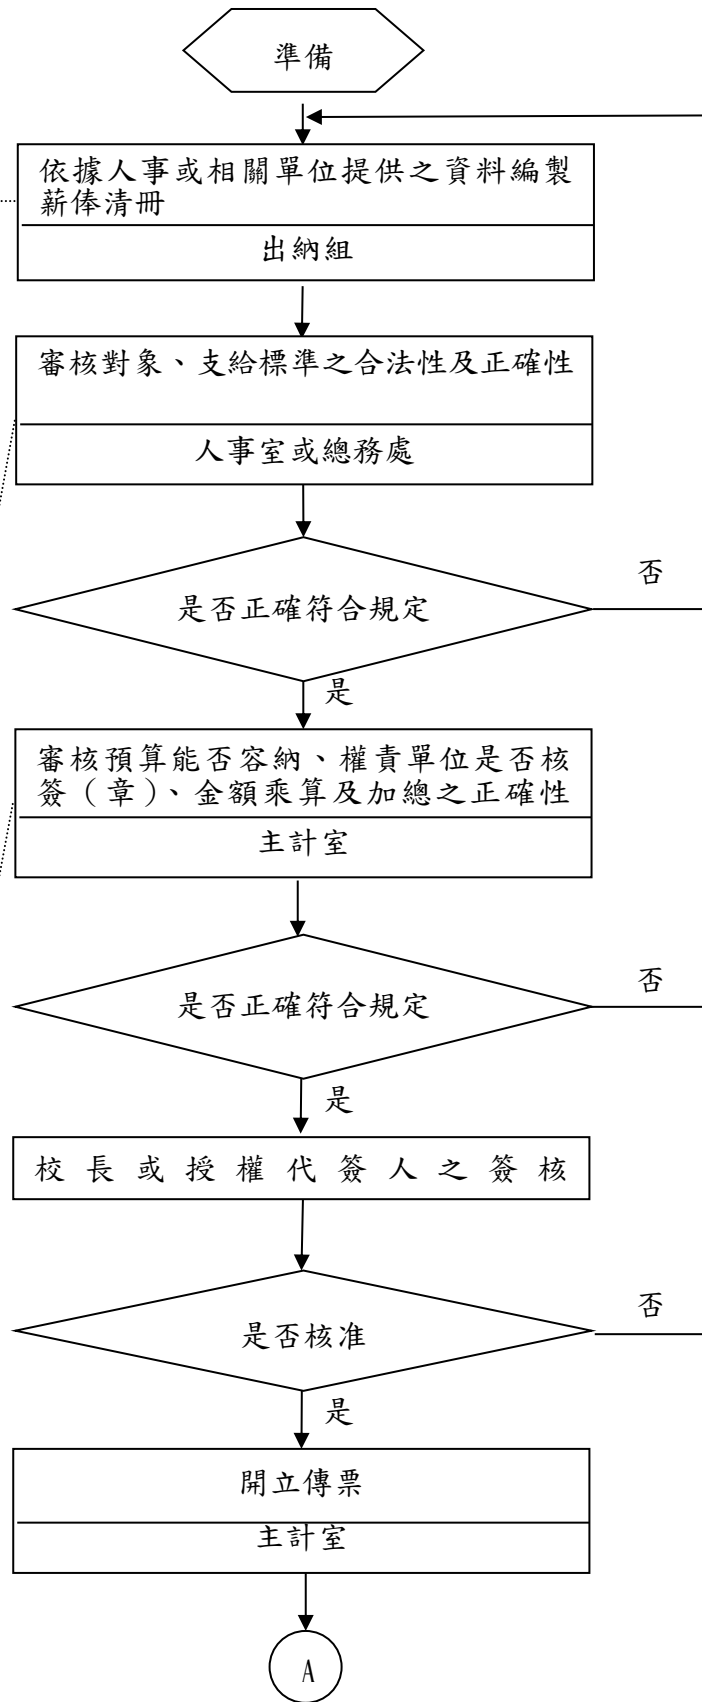 準備
依據人事或相關單位提供之資料編製
薪俸清冊
出納組
審核對象、支給標準之合法性及正確性
人事室或總務處
否
是否正確符合規定
是
審核預算能否容納、權責單位是否核
簽（章）、金額乘算及加總之正確性
主計室
否
是否正確符合規定
是
校長或授權代簽人之簽核
否
是否核准
是
開立傳票
主計室
A